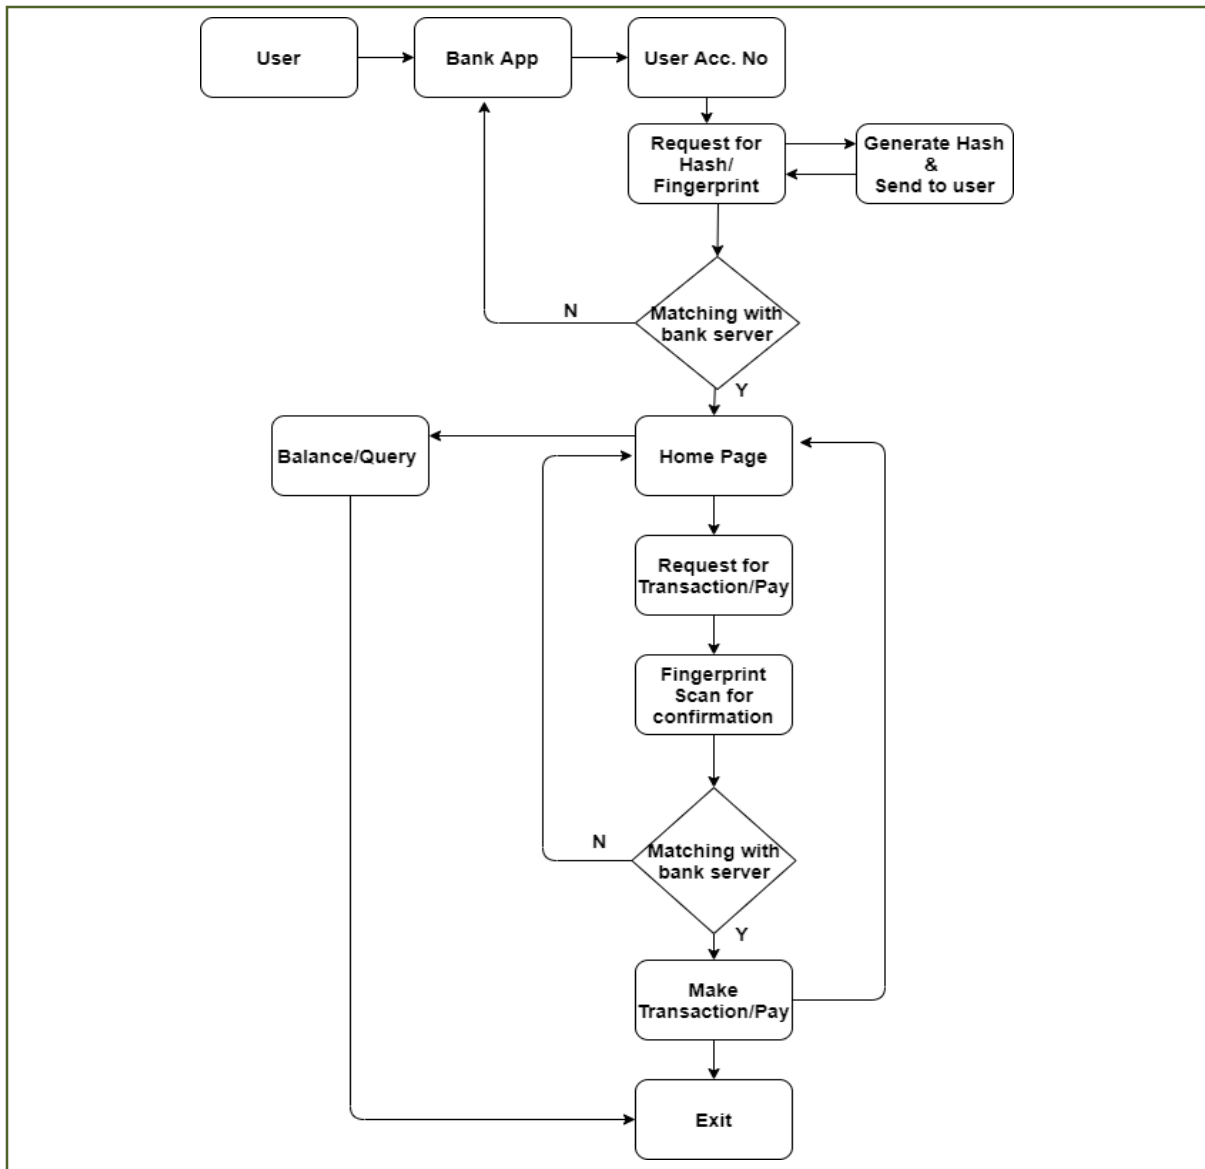 User
Bank App
User Acc. No
Request for
Hash/
Fingerprint
Generate Hash
&
Send to user
Matching with
bank server
N
Y
Balance/Query
Home Page
Request for
Transaction/Pay
Fingerprint
Scan for
confirmation
N
Matching with
bank server
Y
Make
Transaction/Pay
Exit